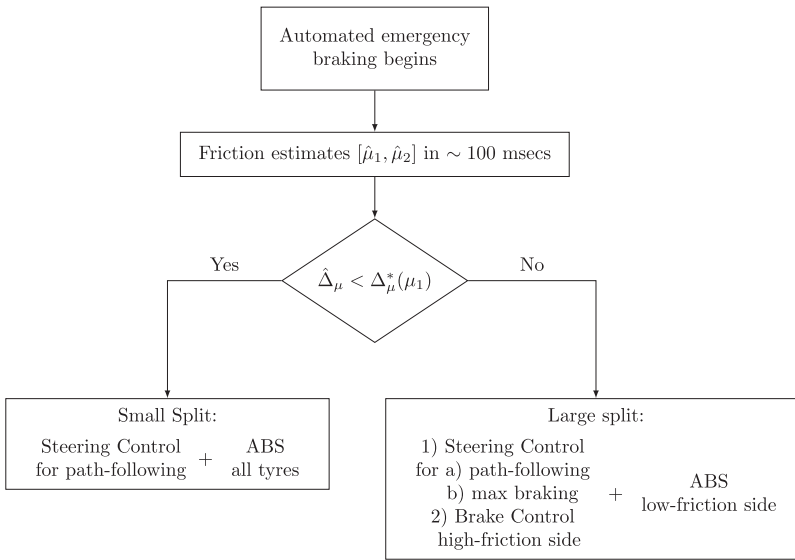 Automated emergency
braking begins
Friction estimates [μ̂₁, μ̂₂] in ∼ 100 msecs
Yes
No
Δ̂μ < Δ*μ(μ₁)
Small Split:
Steering Control
for path-following
+
ABS
all tyres
Large split:
1) Steering Control
for a) path-following
b) max braking
2) Brake Control
high-friction side
+
ABS
low-friction side